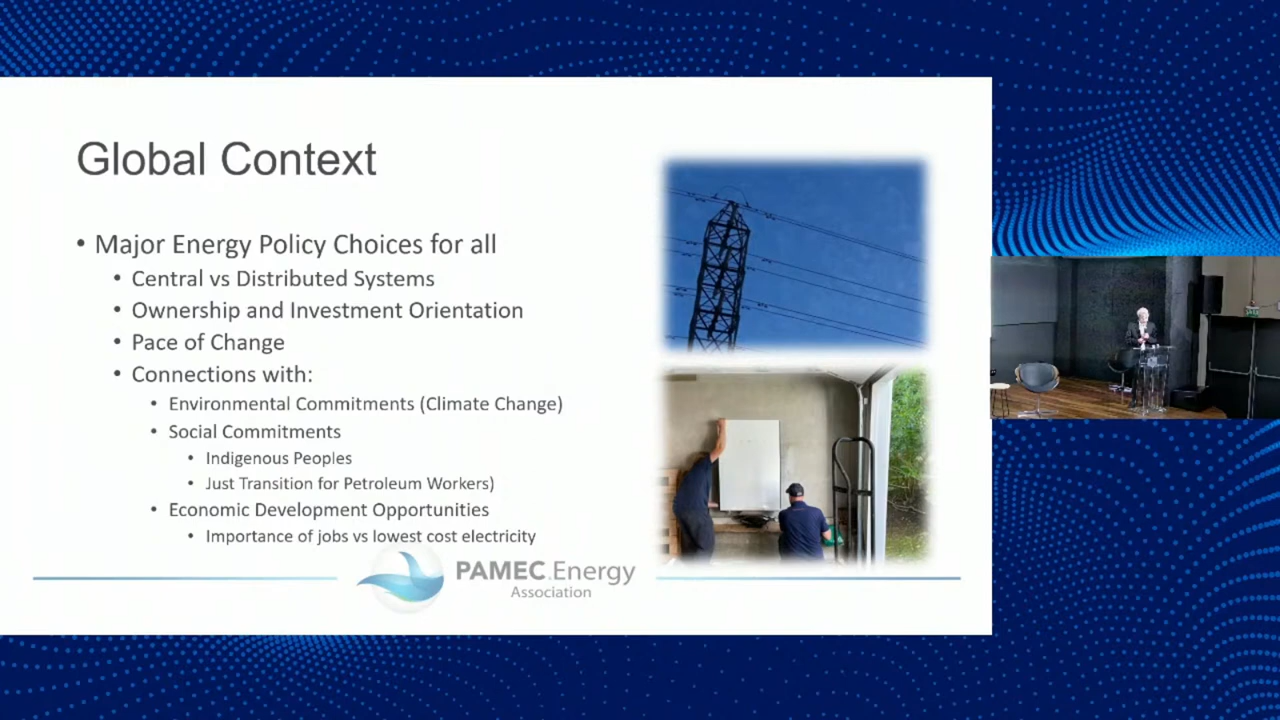 Global Context
• Major Energy Policy Choices for all
• Central vs Distributed Systems
• Ownership and Investment Orientation
• Pace of Change
• Connections with:
• Environmental Commitments (Climate Change)
• Social Commitments
• Indigenous Peoples
• Just Transition for Petroleum Workers)
• Economic Development Opportunities
• Importance of jobs vs lowest cost electricity
PAMEC.Energy
Association